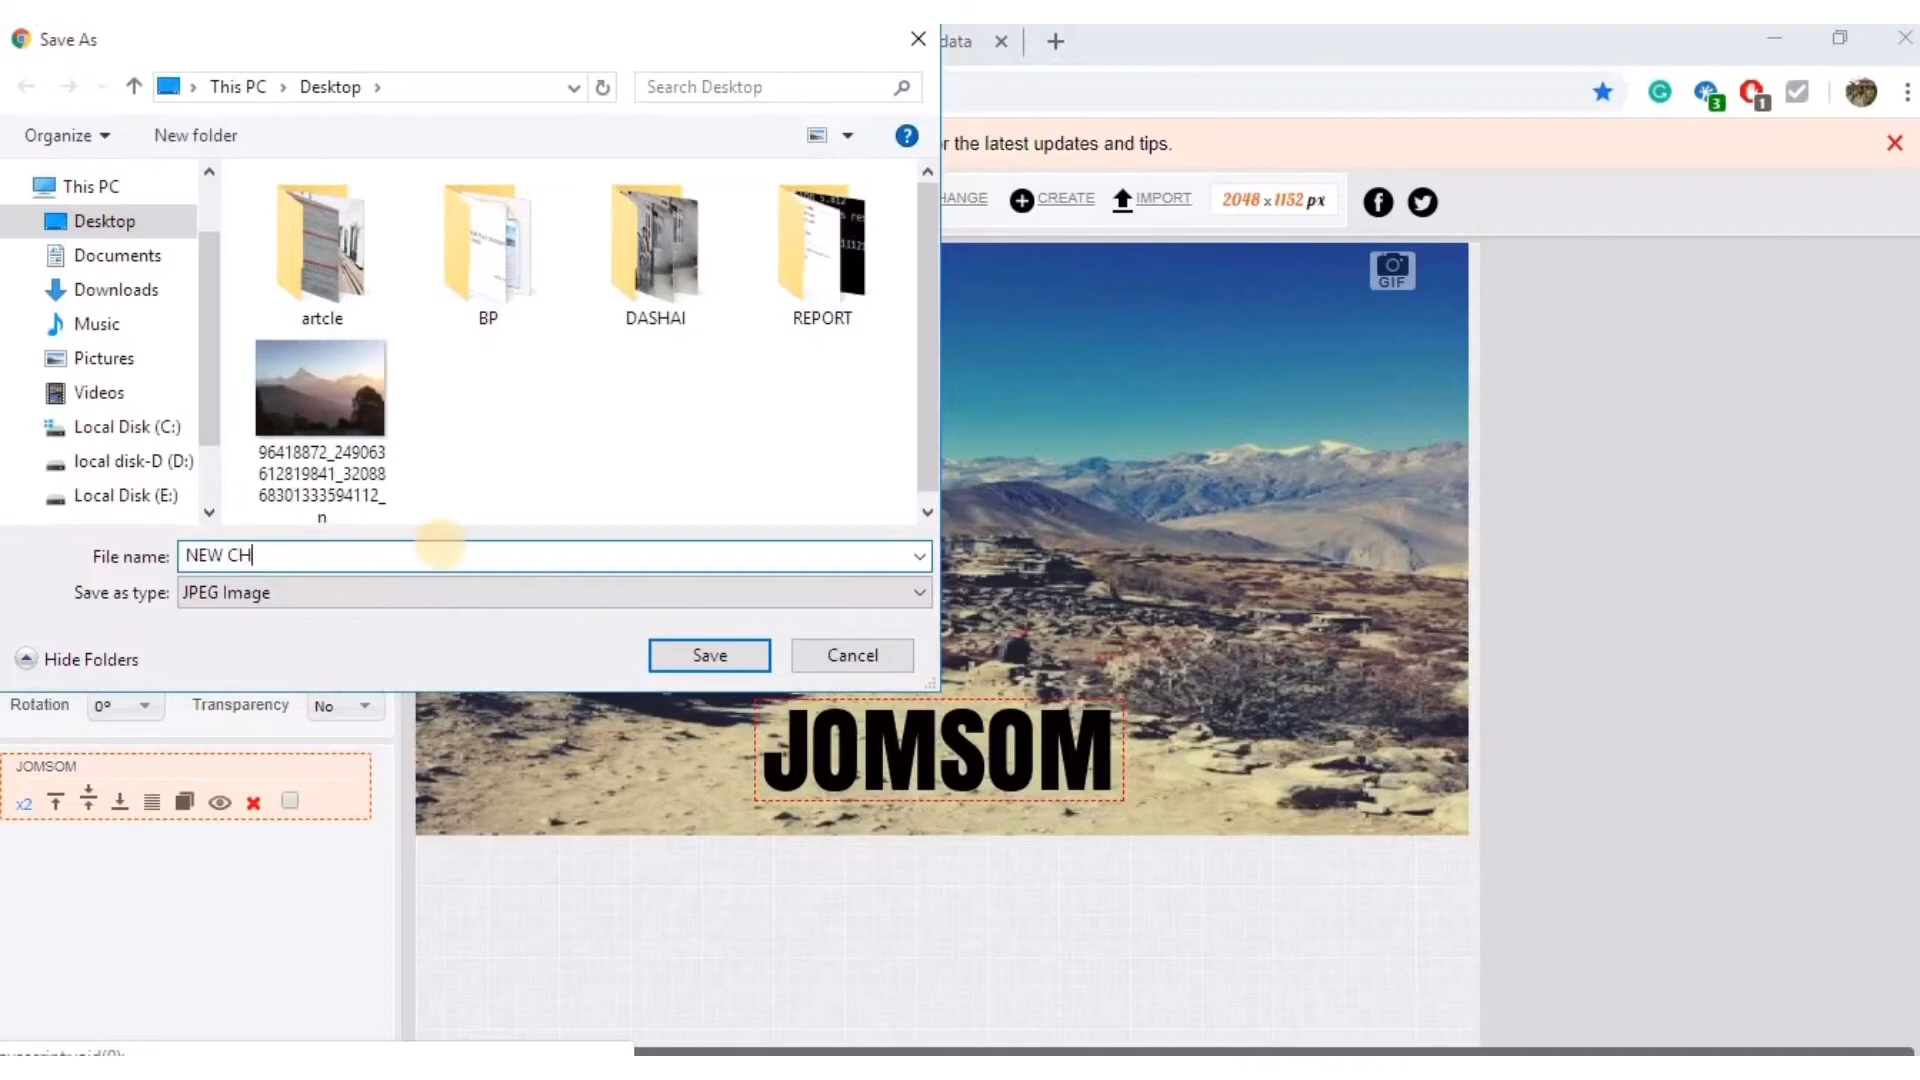 Save As
data
This PC
Desktop
Search Desktop
3
1
Organize
New folder
?
r the latest updates and tips.
This PC
Desktop
Documents
Downloads
Music
Pictures
Videos
Local Disk (C:)
local disk-D (D:)
Local Disk (E:)
artcle
BP
DASHAI
REPORT
96418872_249063
612819841_32088
68301333594112_
n
HANGE
CREATE
IMPORT
2048 x 1152 px
GIF
File name:
NEW CH
Save as type:
JPEG Image
Hide Folders
Save
Cancel
Rotation
0°
Transparency
No
JOMSOM
x2
JOMSOM